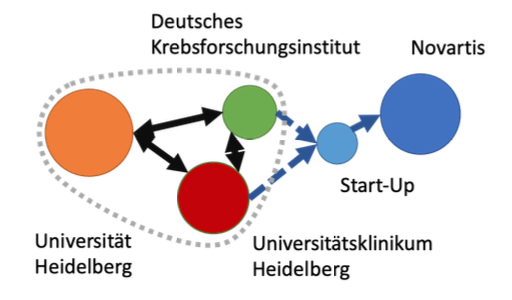 Deutsches
Krebsforschungsinstitut
Novartis
Start-Up
Universität
Heidelberg
Universitätsklinikum
Heidelberg